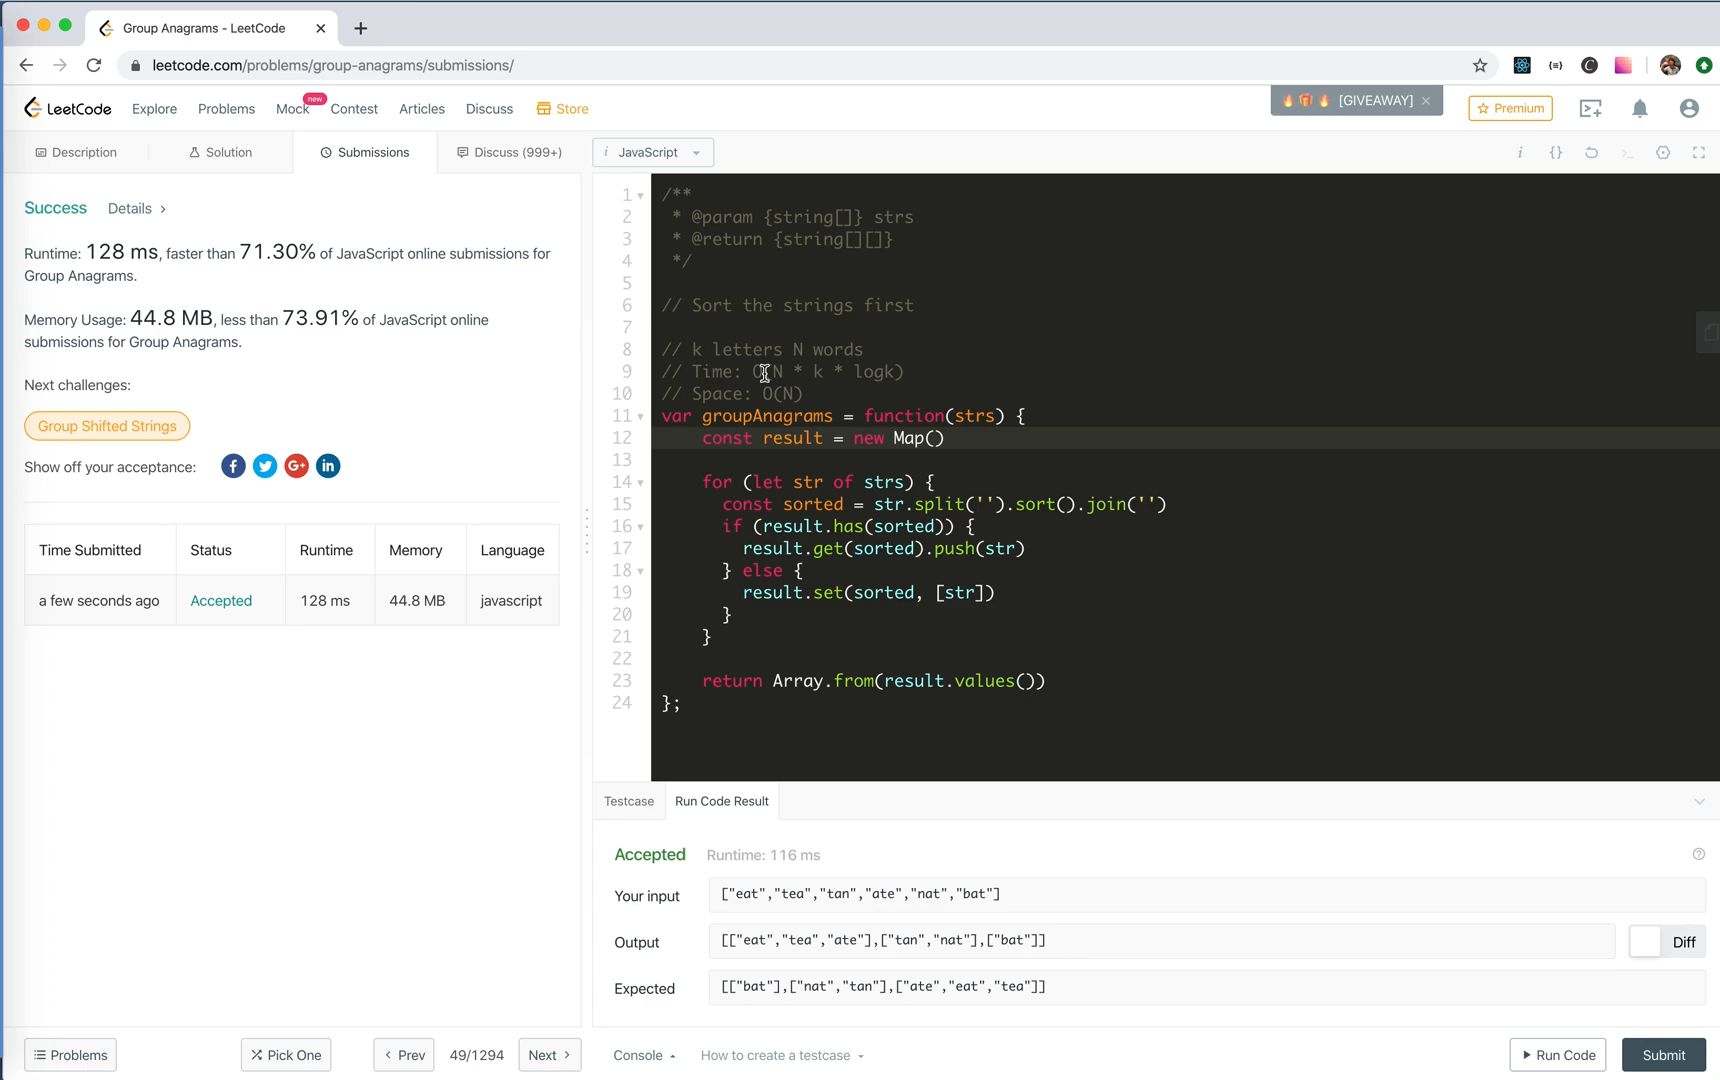 Group Anagrams - LeetCode
leetcode.com/problems/group-anagrams/submissions/
LeetCode Explore Problems Mock new Contest Articles Discuss Store [GIVEAWAY] Premium
Description Solution Submissions Discuss (999+) i JavaScript
Success Details
Runtime: 128 ms, faster than 71.30% of JavaScript online submissions for
Group Anagrams.
Memory Usage: 44.8 MB, less than 73.91% of JavaScript online
submissions for Group Anagrams.
Next challenges:
Group Shifted Strings
Show off your acceptance:
Time Submitted Status Runtime Memory Language
a few seconds ago Accepted 128 ms 44.8 MB javascript
1 /**
2 * @param {string[]} strs
3 * @return {string[][]}
4 */
5
6 // Sort the strings first
7
8 // k letters N words
9 // Time: O(N * k * logk)
10 // Space: O(N)
11 var groupAnagrams = function(strs) {
12 const result = new Map()
13
14 for (let str of strs) {
15 const sorted = str.split('').sort().join('')
16 if (result.has(sorted)) {
17 result.get(sorted).push(str)
18 } else {
19 result.set(sorted, [str])
20 }
21 }
22
23 return Array.from(result.values())
24 };
Testcase Run Code Result
Accepted Runtime: 116 ms
Your input ["eat","tea","tan","ate","nat","bat"]
Output [["eat","tea","ate"],["tan","nat"],["bat"]] Diff
Expected [["bat"],["nat","tan"],["ate","eat","tea"]]
Problems Pick One Prev 49/1294 Next Console How to create a testcase Run Code Submit